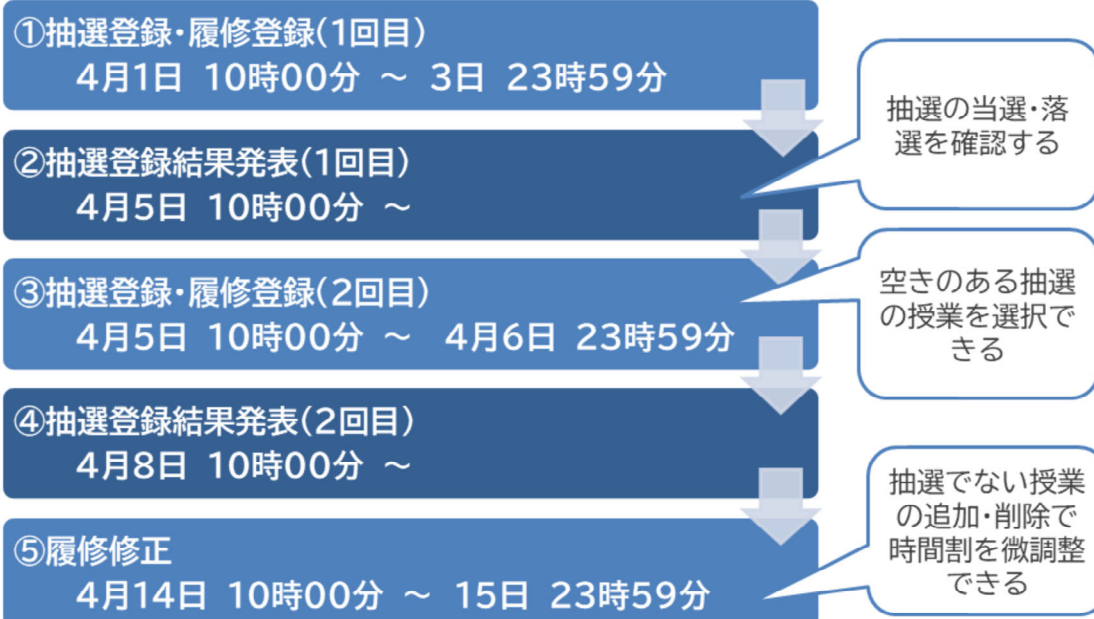 ①抽選登録・履修登録(1回目)
4月1日 10時00分 ～ 3日 23時59分
抽選の当選・落
選を確認する
②抽選登録結果発表(1回目)
4月5日 10時00分 ～
③抽選登録・履修登録(2回目)
4月5日 10時00分 ～ 4月6日 23時59分
空きのある抽選
の授業を選択で
きる
④抽選登録結果発表(2回目)
4月8日 10時00分 ～
⑤履修修正
4月14日 10時00分 ～ 15日 23時59分
抽選でない授業
の追加・削除で
時間割を微調整
できる